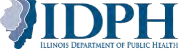 IDPH
ILLINOIS DEPARTMENT OF PUBLIC HEALTH